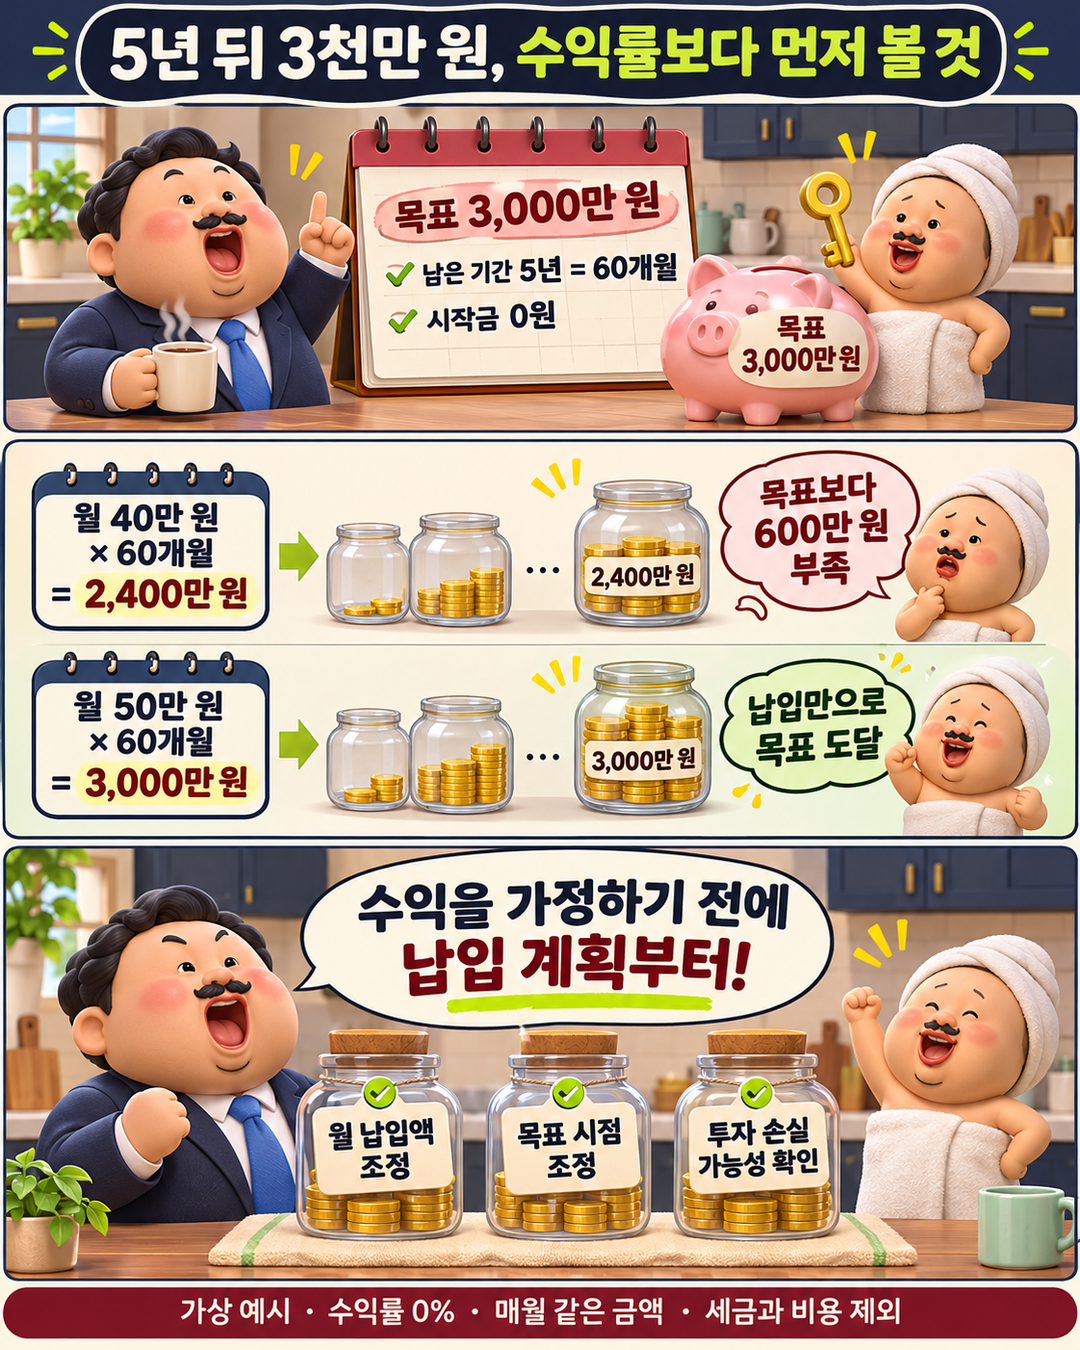 5년 뒤 3천만 원, 수익률보다 먼저 볼 것
목표 3,000만 원
남은 기간 5년 = 60개월
시작금 0원
목표
3,000만 원
월 40만 원
× 60개월
= 2,400만 원
2,400만 원
목표보다
600만 원
부족
월 50만 원
× 60개월
= 3,000만 원
3,000만 원
납입만으로
목표 도달
수익을 가정하기 전에
납입 계획부터!
월 납입액
조정
목표 시점
조정
투자 손실
가능성 확인
가상 예시 · 수익률 0% · 매월 같은 금액 · 세금과 비용 제외